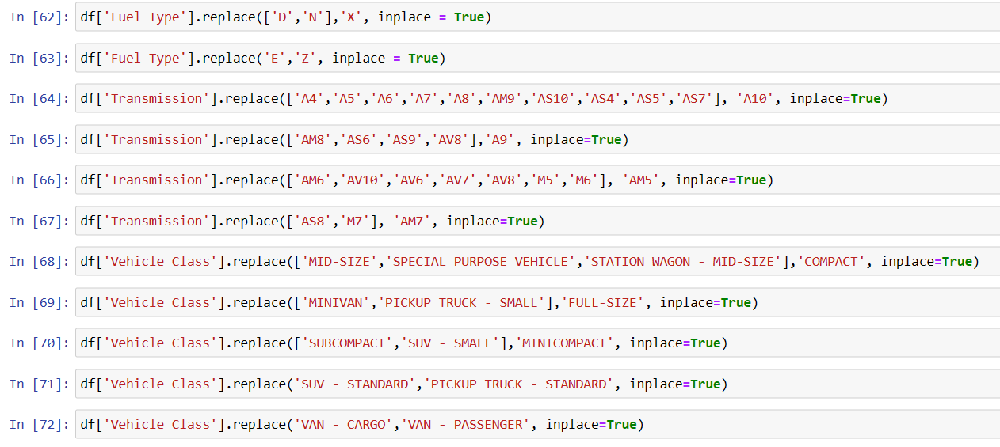 In [62]: df['Fuel Type'].replace(['D','N'],'X', inplace = True)
In [63]: df['Fuel Type'].replace('E','Z', inplace = True)
In [64]: df['Transmission'].replace(['A4','A5','A6','A7','A8','AM9','AS10','AS4','AS5','AS7'], 'A10', inplace=True)
In [65]: df['Transmission'].replace(['AM8','AS6','AS9','AV8'],'A9', inplace=True)
In [66]: df['Transmission'].replace(['AM6','AV10','AV6','AV7','AV8','M5','M6'], 'AM5', inplace=True)
In [67]: df['Transmission'].replace(['AS8','M7'], 'AM7', inplace=True)
In [68]: df['Vehicle Class'].replace(['MID-SIZE','SPECIAL PURPOSE VEHICLE','STATION WAGON - MID-SIZE'],'COMPACT', inplace=True)
In [69]: df['Vehicle Class'].replace(['MINIVAN','PICKUP TRUCK - SMALL'],'FULL-SIZE', inplace=True)
In [70]: df['Vehicle Class'].replace(['SUBCOMPACT','SUV - SMALL'],'MINICOMPACT', inplace=True)
In [71]: df['Vehicle Class'].replace('SUV - STANDARD','PICKUP TRUCK - STANDARD', inplace=True)
In [72]: df['Vehicle Class'].replace('VAN - CARGO','VAN - PASSENGER', inplace=True)